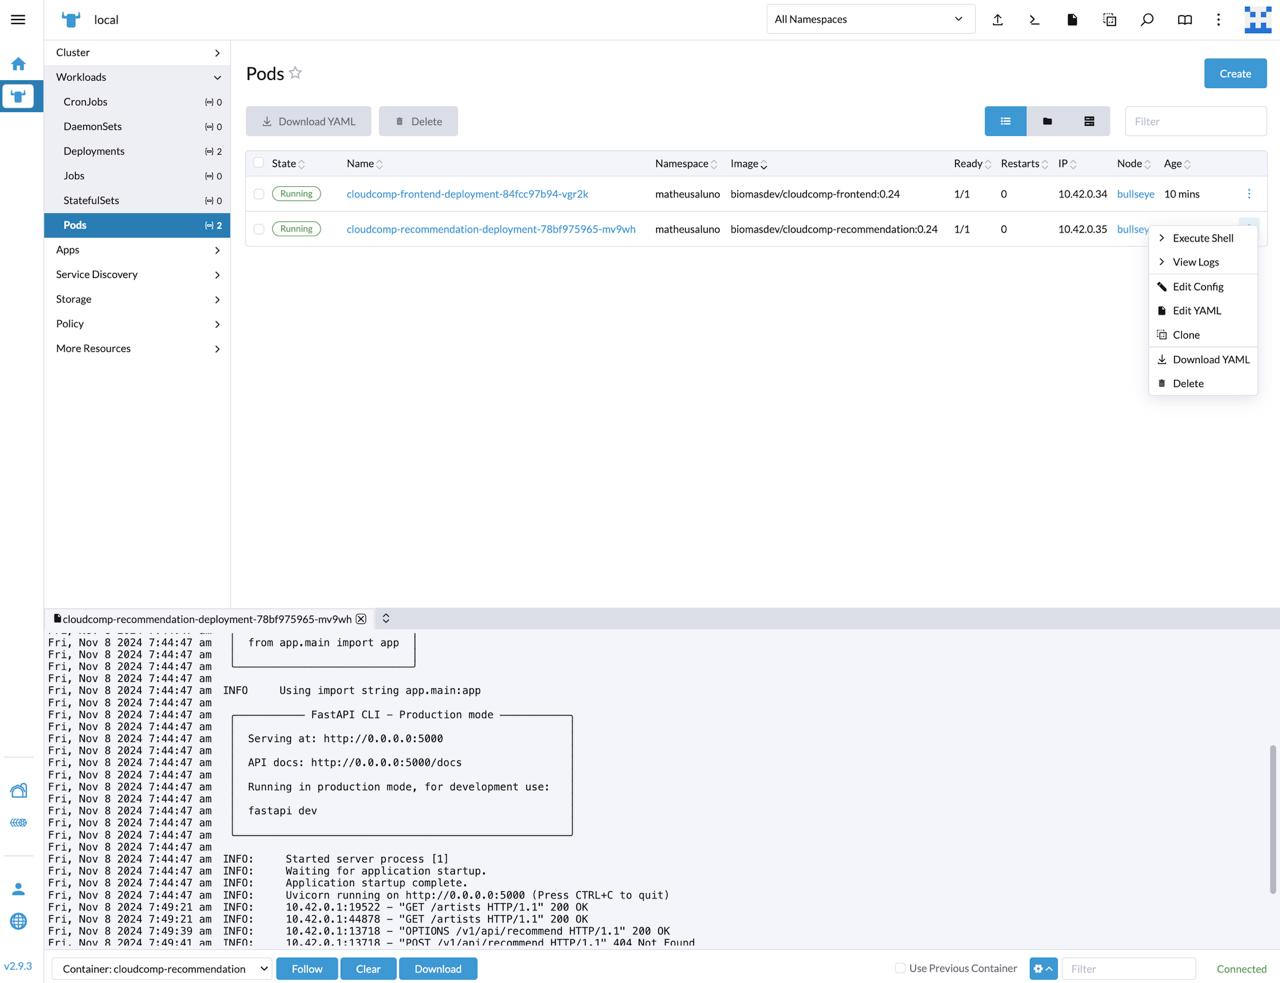 local
All Namespaces
Cluster
Workloads
CronJobs 0
DaemonSets 0
Deployments 2
Jobs 0
StatefulSets 0
Pods 2
Apps
Service Discovery
Storage
Policy
More Resources
v2.9.3
Pods
Create
Download YAML Delete
Filter
State Name Namespace Image Ready Restarts IP Node Age
Running cloudcomp-frontend-deployment-84fcc97b94-vgr2k matheusaluno biomasdev/cloudcomp-frontend:0.24 1/1 0 10.42.0.34 bullseye 10 mins
Running cloudcomp-recommendation-deployment-78bf975965-mv9wh matheusaluno biomasdev/cloudcomp-recommendation:0.24 1/1 0 10.42.0.35 bullsey
Execute Shell
View Logs
Edit Config
Edit YAML
Clone
Download YAML
Delete
cloudcomp-recommendation-deployment-78bf975965-mv9wh
Fri, Nov 8 2024 7:44:47 am
Fri, Nov 8 2024 7:44:47 am from app.main import app
Fri, Nov 8 2024 7:44:47 am
Fri, Nov 8 2024 7:44:47 am
Fri, Nov 8 2024 7:44:47 am
Fri, Nov 8 2024 7:44:47 am INFO Using import string app.main:app
Fri, Nov 8 2024 7:44:47 am
Fri, Nov 8 2024 7:44:47 am FastAPI CLI - Production mode
Fri, Nov 8 2024 7:44:47 am
Fri, Nov 8 2024 7:44:47 am Serving at: http://0.0.0.0:5000
Fri, Nov 8 2024 7:44:47 am
Fri, Nov 8 2024 7:44:47 am API docs: http://0.0.0.0:5000/docs
Fri, Nov 8 2024 7:44:47 am
Fri, Nov 8 2024 7:44:47 am Running in production mode, for development use:
Fri, Nov 8 2024 7:44:47 am
Fri, Nov 8 2024 7:44:47 am fastapi dev
Fri, Nov 8 2024 7:44:47 am
Fri, Nov 8 2024 7:44:47 am
Fri, Nov 8 2024 7:44:47 am
Fri, Nov 8 2024 7:44:47 am INFO: Started server process [1]
Fri, Nov 8 2024 7:44:47 am INFO: Waiting for application startup.
Fri, Nov 8 2024 7:44:47 am INFO: Application startup complete.
Fri, Nov 8 2024 7:44:47 am INFO: Uvicorn running on http://0.0.0.0:5000 (Press CTRL+C to quit)
Fri, Nov 8 2024 7:49:21 am INFO: 10.42.0.1:19522 - "GET /artists HTTP/1.1" 200 OK
Fri, Nov 8 2024 7:49:21 am INFO: 10.42.0.1:44878 - "GET /artists HTTP/1.1" 200 OK
Fri, Nov 8 2024 7:49:39 am INFO: 10.42.0.1:13718 - "OPTIONS /v1/api/recommend HTTP/1.1" 200 OK
Fri, Nov 8 2024 7:49:41 am INFO: 10.42.0.1:13718 - "POST /v1/api/recommend HTTP/1.1" 404 Not Found
Container: cloudcomp-recommendation Follow Clear Download Use Previous Container Filter Connected